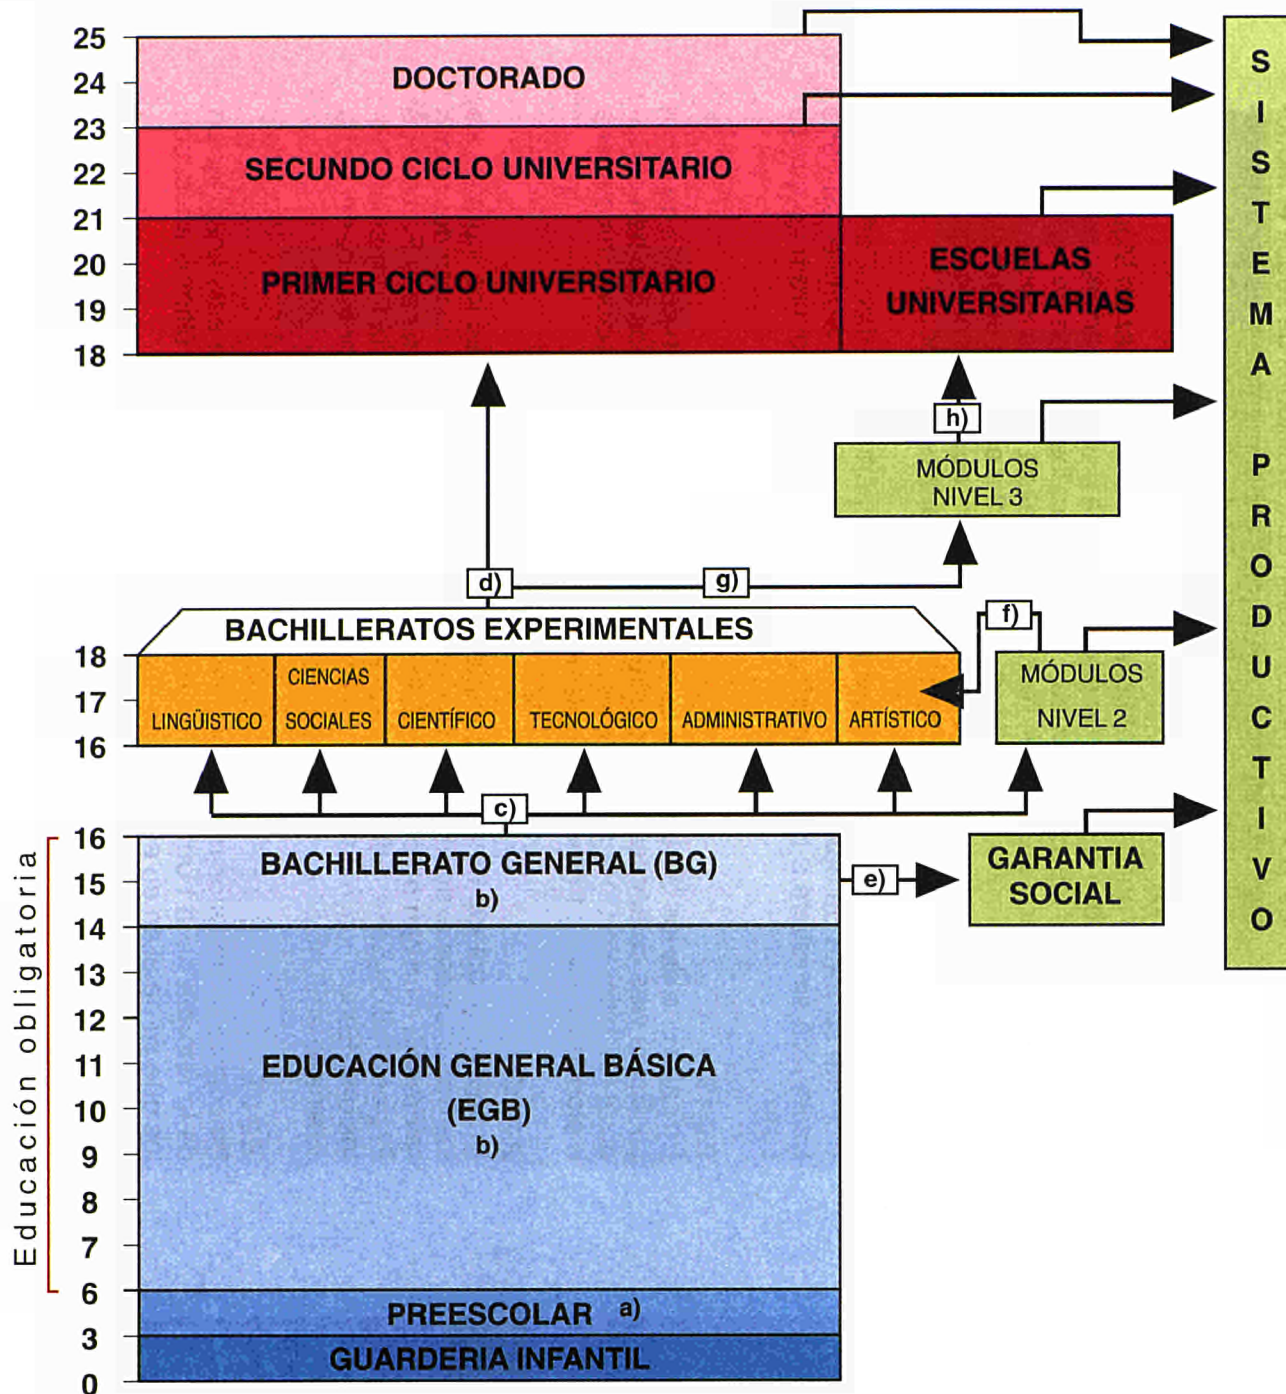 25
24
23
22
21
20
19
18
DOCTORADO
SECUNDO CICLO UNIVERSITARIO
PRIMER CICLO UNIVERSITARIO
ESCUELAS
UNIVERSITARIAS
h)
MÓDULOS
NIVEL 3
d)
g)
f)
BACHILLERATOS EXPERIMENTALES
18
17
16
LINGÜISTICO
CIENCIAS
SOCIALES
CIENTÍFICO
TECNOLÓGICO
ADMINISTRATIVO
ARTÍSTICO
MÓDULOS
NIVEL 2
c)
16
15
14
13
12
11
10
9
8
7
6
3
0
Educación obligatoria
BACHILLERATO GENERAL (BG)
b)
e)
GARANTIA
SOCIAL
EDUCACIÓN GENERAL BÁSICA
(EGB)
b)
PREESCOLAR a)
GUARDERIA INFANTIL
SISTEMA PRODUCTIVO